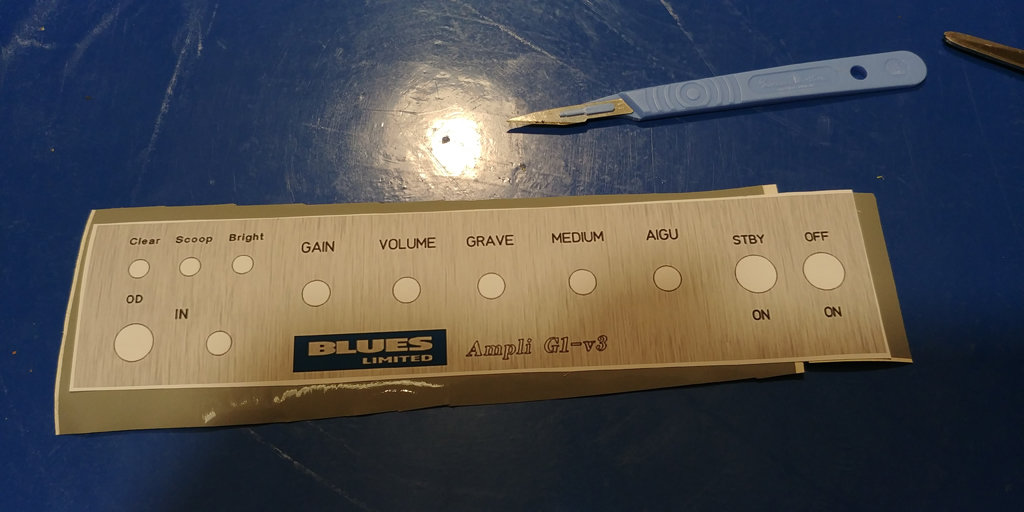 Clear Scoop Bright
GAIN VOLUME GRAVE MEDIUM AIGU STBY OFF
OD IN
ON ON
BLUES
LIMITED
Ampli G1-v3